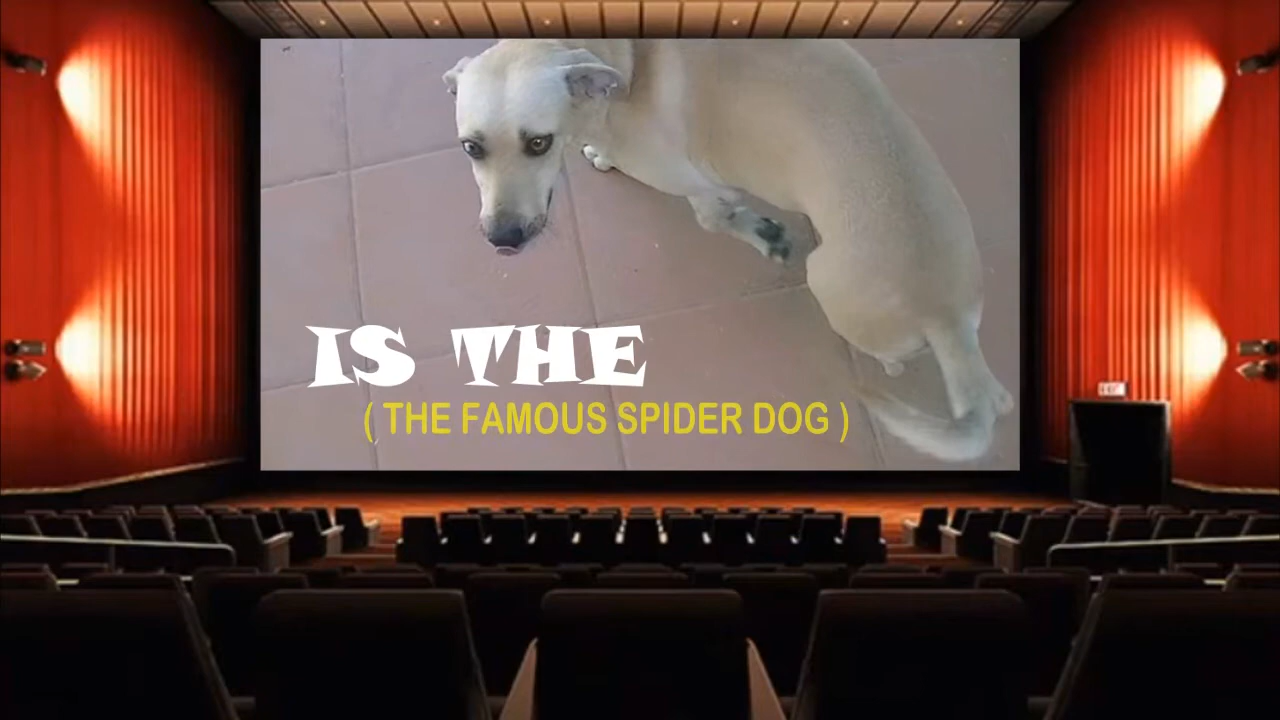 IS THE
( THE FAMOUS SPIDER DOG )